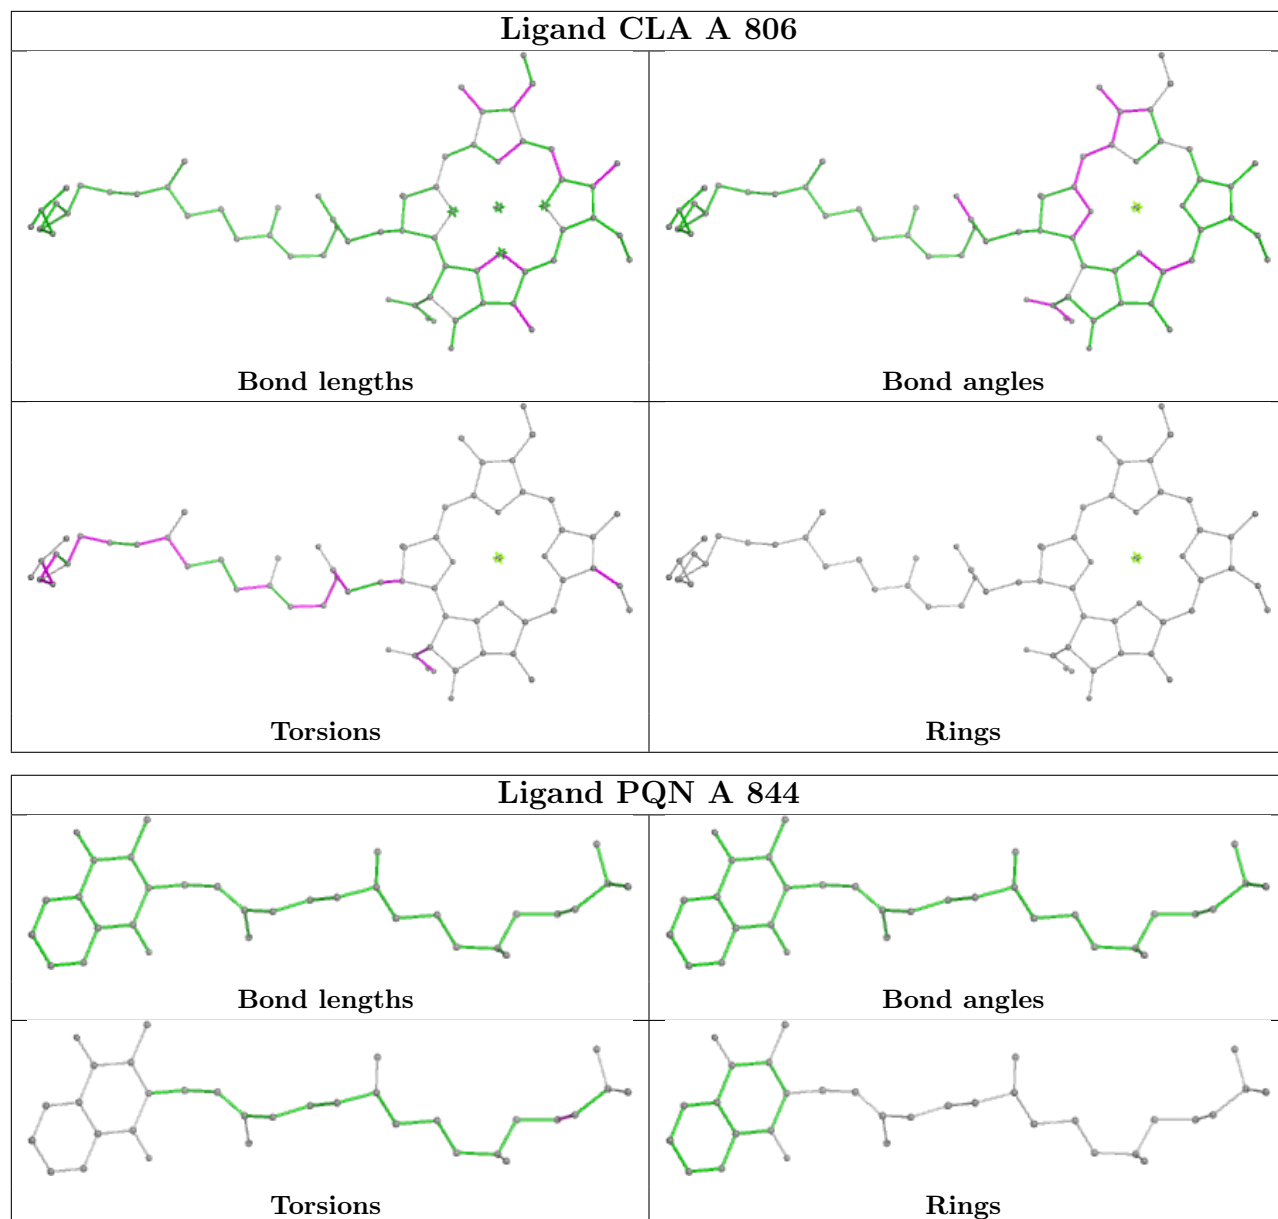 Ligand CLA A 806
Bond lengths
Bond angles
Torsions
Rings
Ligand PQN A 844
Bond lengths
Bond angles
Torsions
Rings